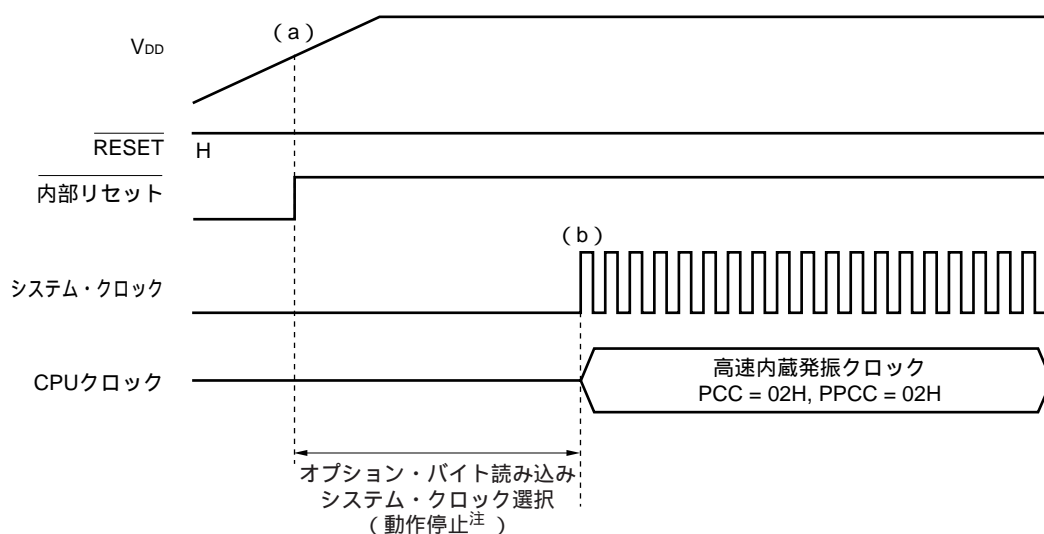 (a)
VDD
RESET
H
内部リセット
(b)
システム・クロック
CPUクロック
高速内蔵発振クロック
PCC = 02H, PPCC = 02H
オプション・バイト読み込み
システム・クロック選択
(動作停止注)